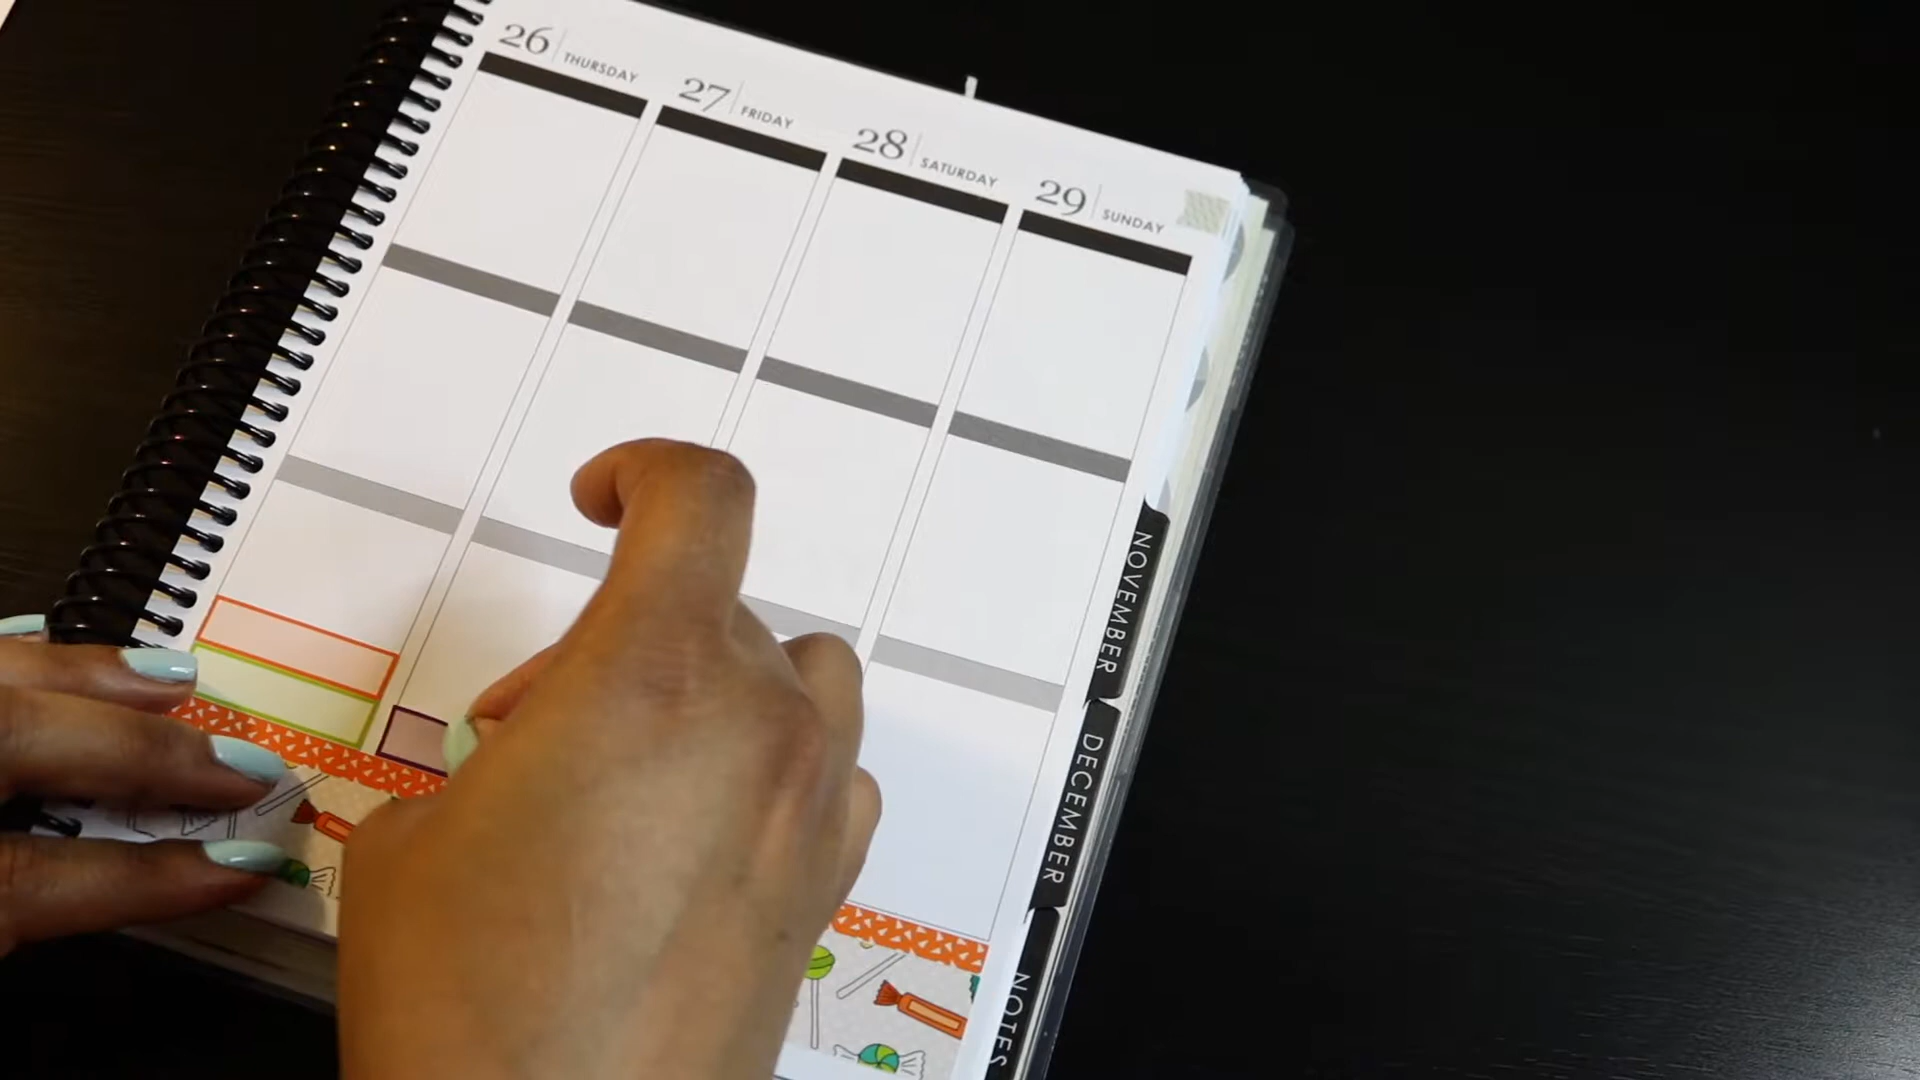 26 THURSDAY
27 FRIDAY
28 SATURDAY
29 SUNDAY
NOVEMBER
DECEMBER
NOTES